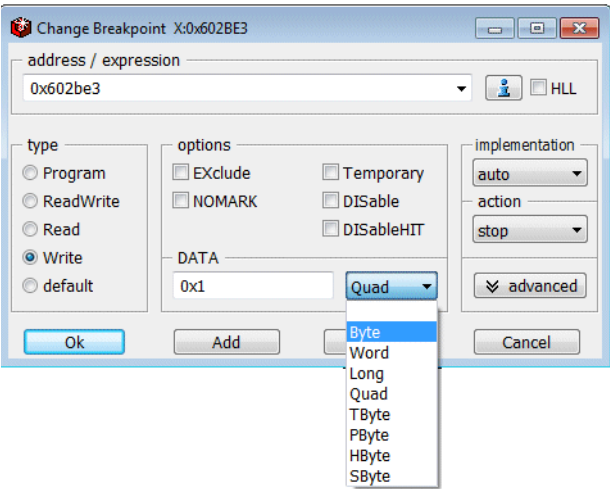 Change Breakpoint X:0x602BE3
address / expression
0x602be3
HLL
type
Program
ReadWrite
Read
Write
default
options
EXclude
NOMARK
Temporary
DISable
DISableHIT
DATA
0x1
Quad
Byte
Word
Long
Quad
TByte
PByte
HByte
SByte
implementation
auto
action
stop
advanced
Ok
Add
Cancel